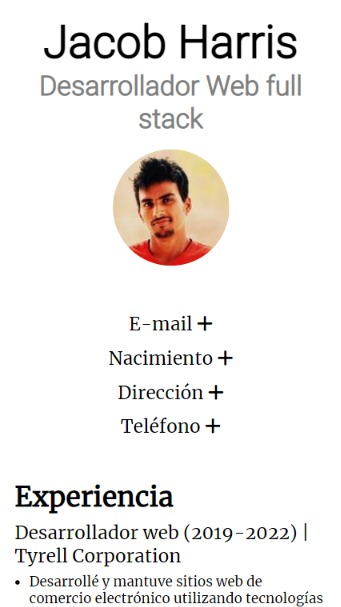 Jacob Harris
Desarrollador Web full
stack
E-mail +
Nacimiento +
Dirección +
Teléfono +
Experiencia
Desarrollador web (2019-2022) |
Tyrell Corporation
• Desarrollé y mantuve sitios web de
comercio electrónico utilizando tecnologías